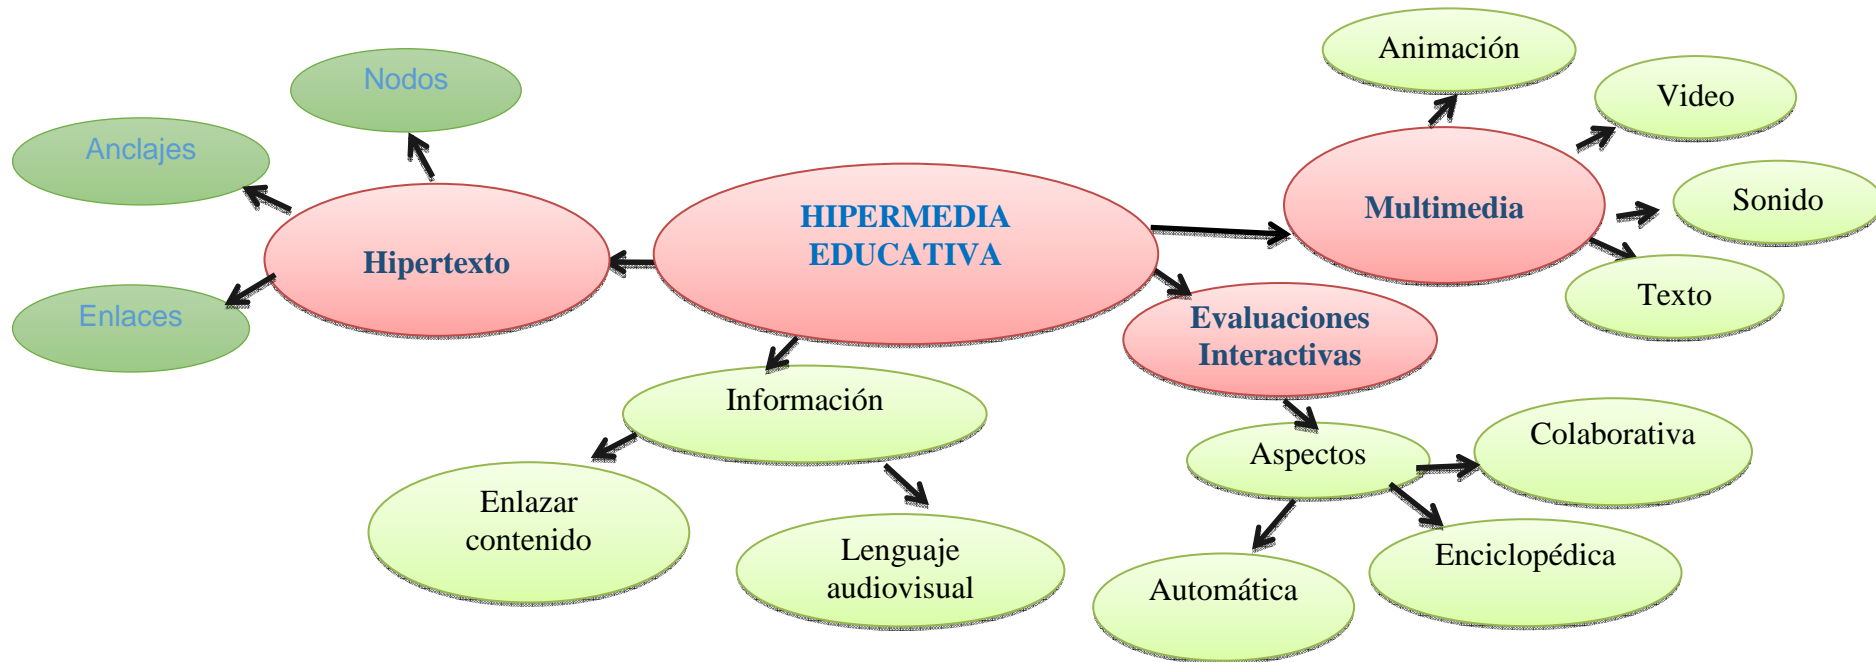 Animación
Nodos
Video
Anclajes
Sonido
Multimedia
HIPERMEDIA
EDUCATIVA
Hipertexto
Texto
Enlaces
Evaluaciones
Interactivas
Información
Colaborativa
Aspectos
Enlazar
contenido
Lenguaje
audiovisual
Enciclopédica
Automática